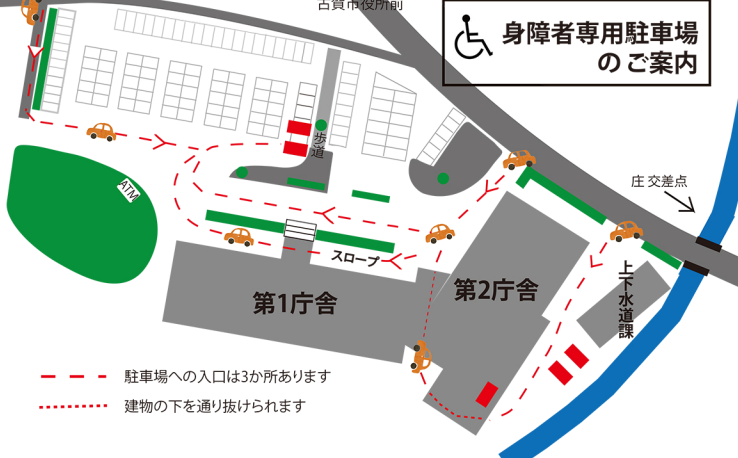 古賀市役所前
身障者専用駐車場
のご案内
歩道
ATM
庄 交差点
スロープ
上下水道課
第1庁舎
第2庁舎
駐車場への入口は3か所あります
建物の下を通り抜けられます